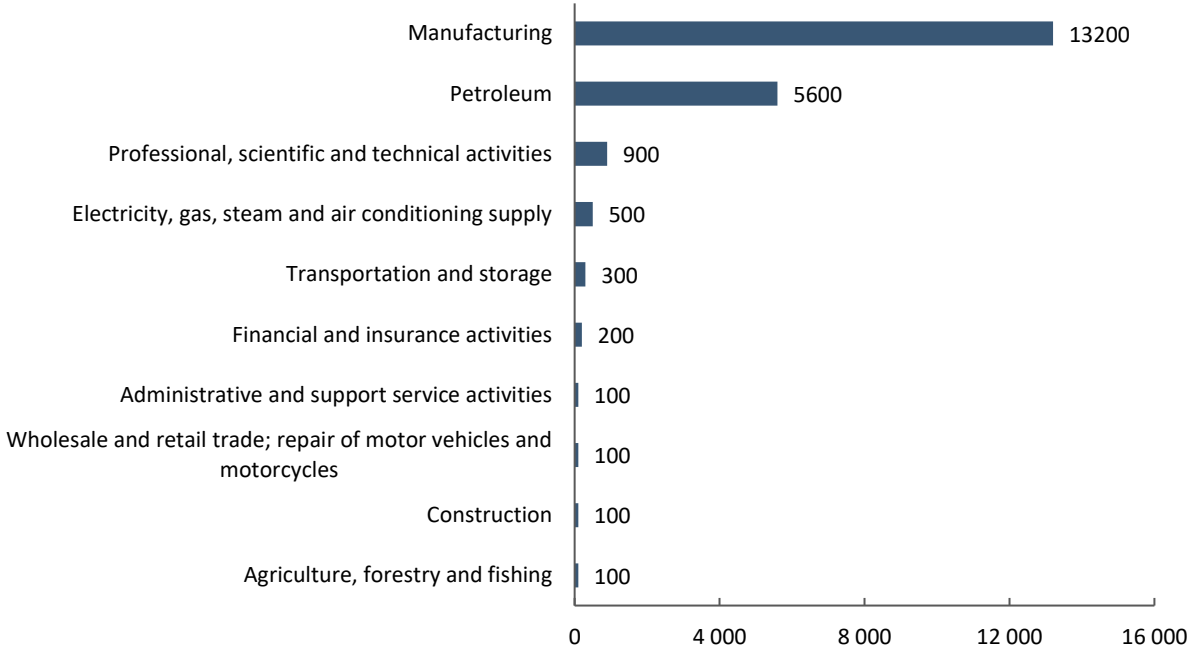 Manufacturing 13200
Petroleum 5600
Professional, scientific and technical activities 900
Electricity, gas, steam and air conditioning supply 500
Transportation and storage 300
Financial and insurance activities 200
Administrative and support service activities 100
Wholesale and retail trade; repair of motor vehicles and
motorcycles 100
Construction 100
Agriculture, forestry and fishing 100
0 4 000 8 000 12 000 16 000